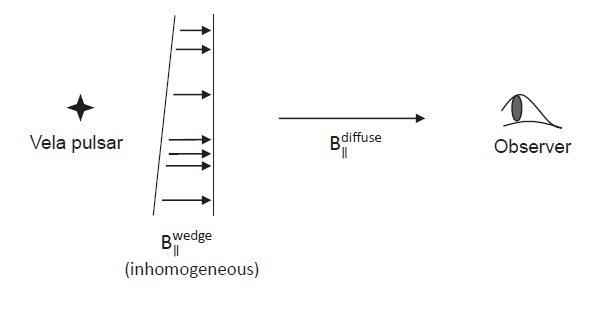 Vela pulsar
B∥^wedge
(inhomogeneous)
B∥^diffuse
Observer